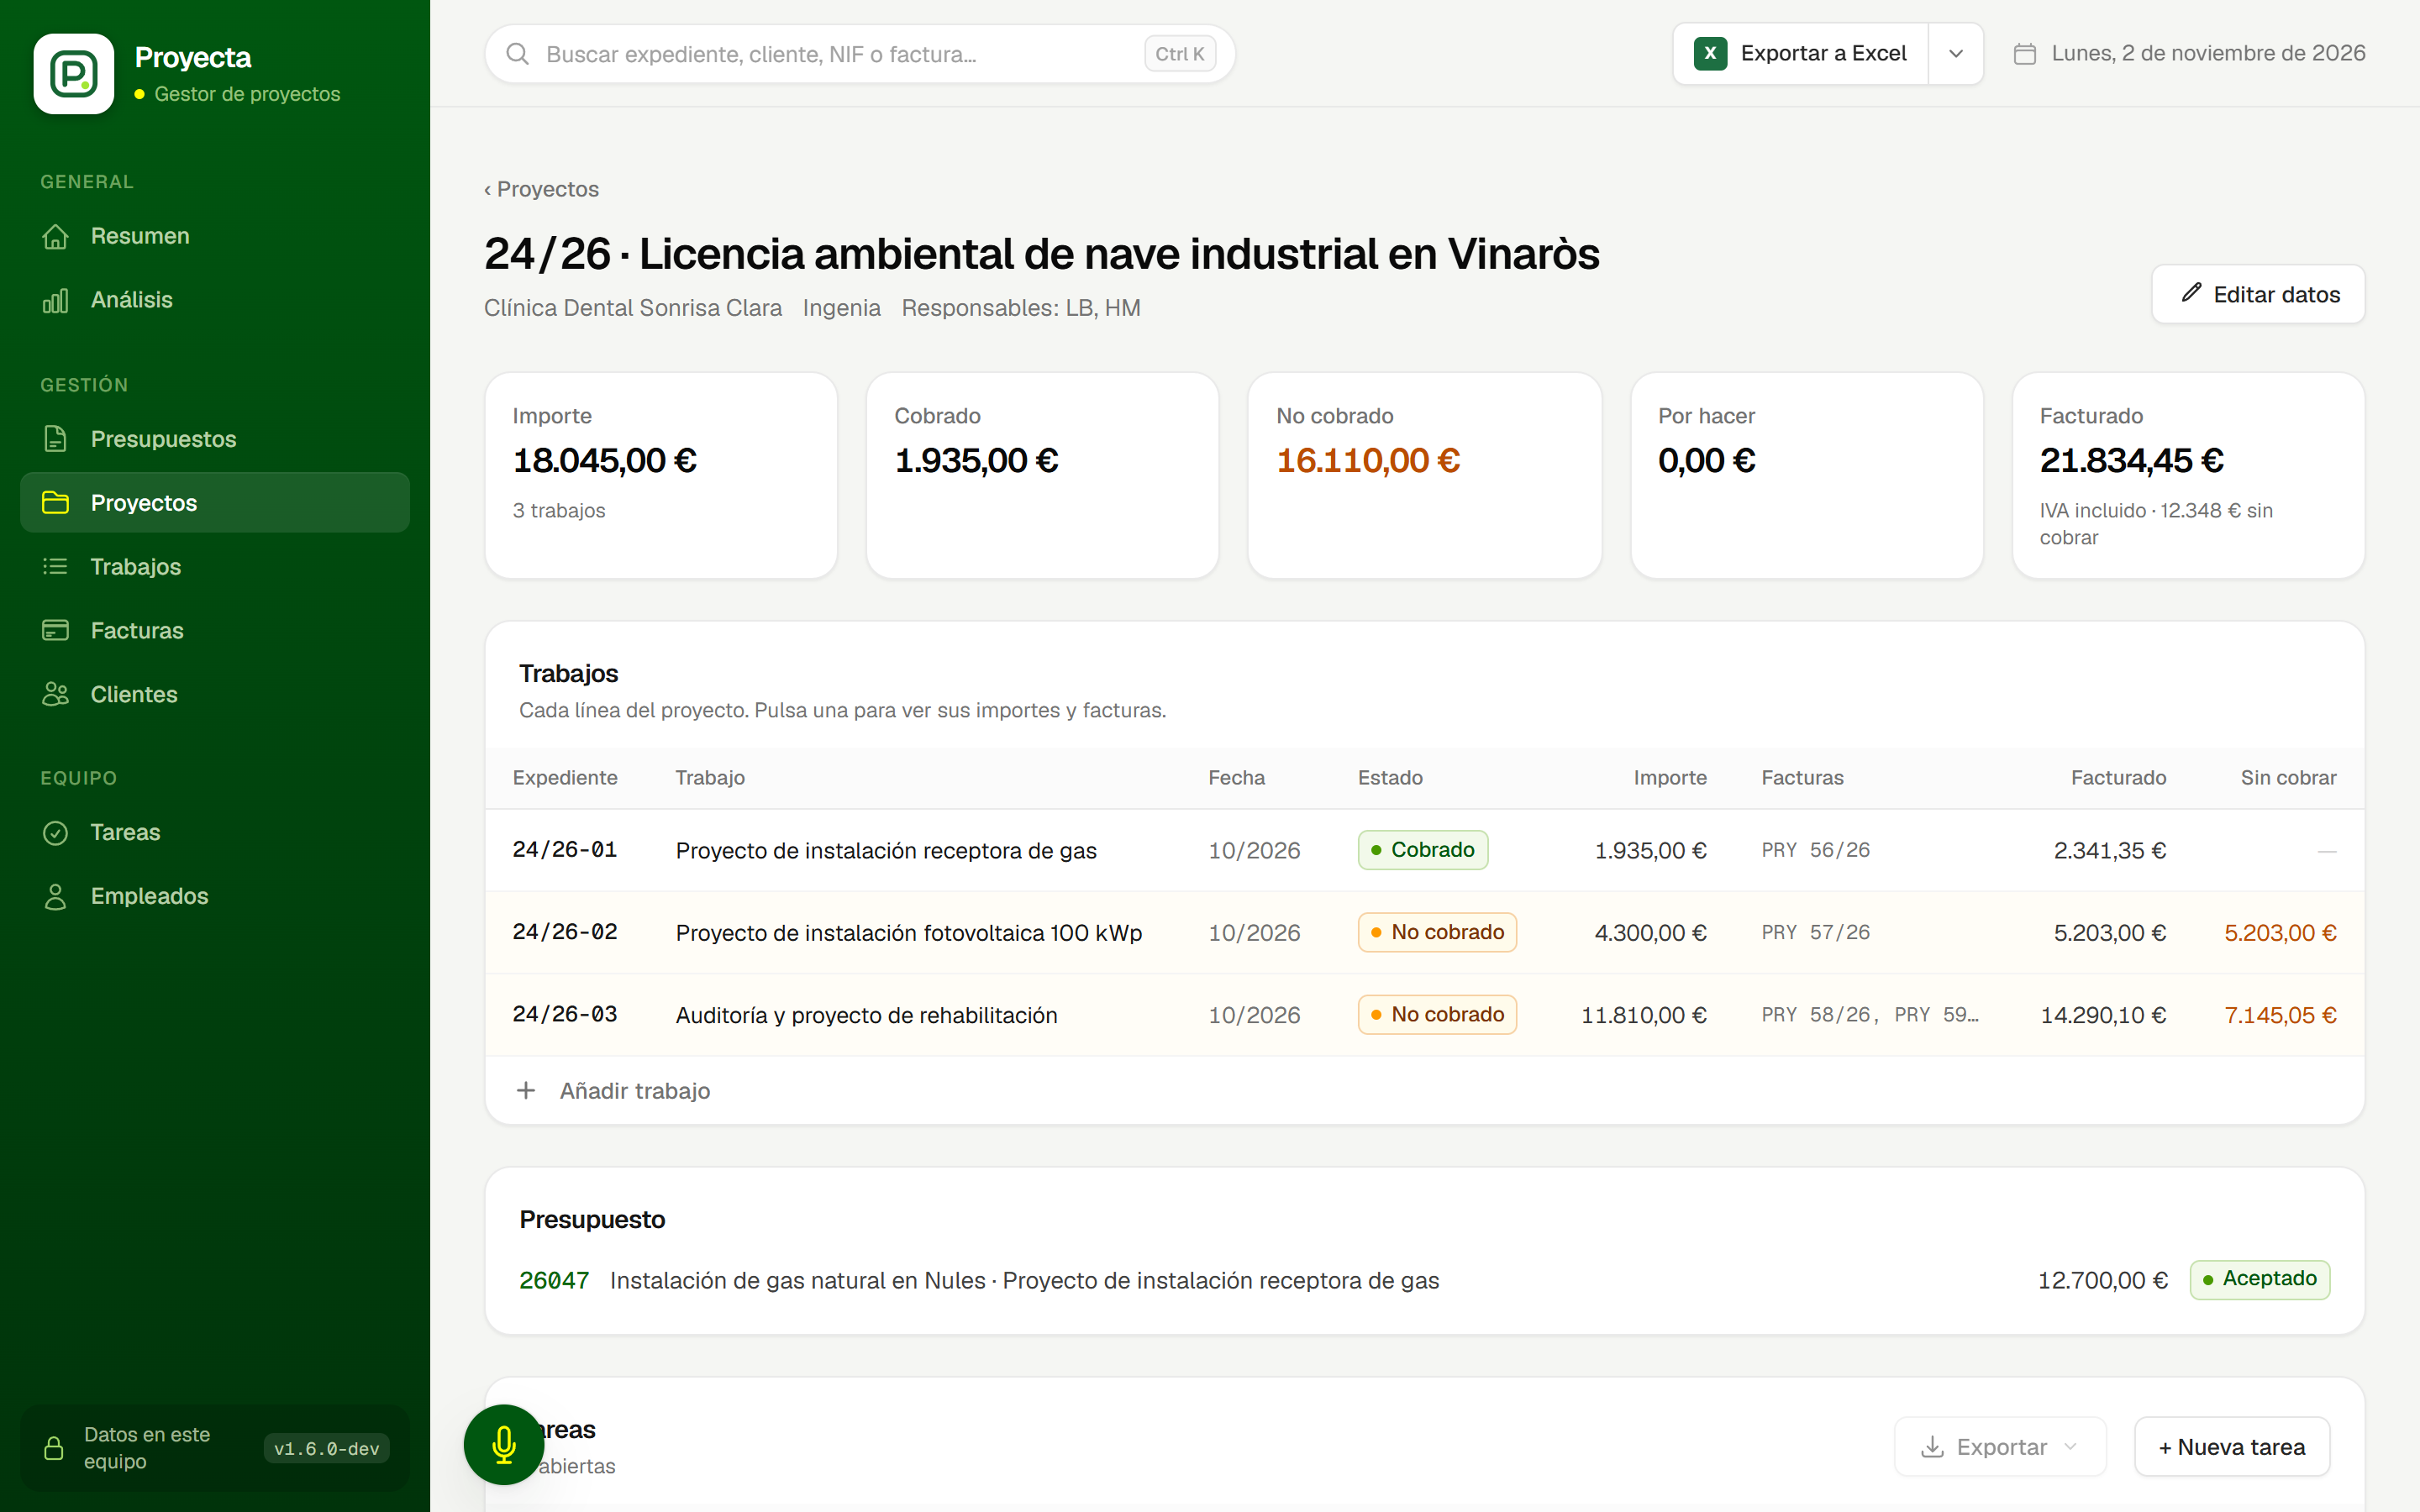 Proyecta
Gestor de proyectos
GENERAL
Resumen
Análisis
GESTIÓN
Presupuestos
Proyectos
Trabajos
Facturas
Clientes
EQUIPO
Tareas
Empleados
Datos en este
equipo
v1.6.0-dev
Buscar expediente, cliente, NIF o factura...
Ctrl K
X Exportar a Excel
Lunes, 2 de noviembre de 2026
‹ Proyectos
24/26 · Licencia ambiental de nave industrial en Vinaròs
Clínica Dental Sonrisa Clara Ingenia Responsables: LB, HM
Editar datos
Importe
18.045,00 €
3 trabajos
Cobrado
1.935,00 €
No cobrado
16.110,00 €
Por hacer
0,00 €
Facturado
21.834,45 €
IVA incluido · 12.348 € sin
cobrar
Trabajos
Cada línea del proyecto. Pulsa una para ver sus importes y facturas.
Expediente Trabajo Fecha Estado Importe Facturas Facturado Sin cobrar
24/26-01 Proyecto de instalación receptora de gas 10/2026 Cobrado 1.935,00 € PRY 56/26 2.341,35 € —
24/26-02 Proyecto de instalación fotovoltaica 100 kWp 10/2026 No cobrado 4.300,00 € PRY 57/26 5.203,00 € 5.203,00 €
24/26-03 Auditoría y proyecto de rehabilitación 10/2026 No cobrado 11.810,00 € PRY 58/26, PRY 59… 14.290,10 € 7.145,05 €
+ Añadir trabajo
Presupuesto
26047 Instalación de gas natural en Nules · Proyecto de instalación receptora de gas 12.700,00 € Aceptado
areas
abiertas
Exportar
+ Nueva tarea